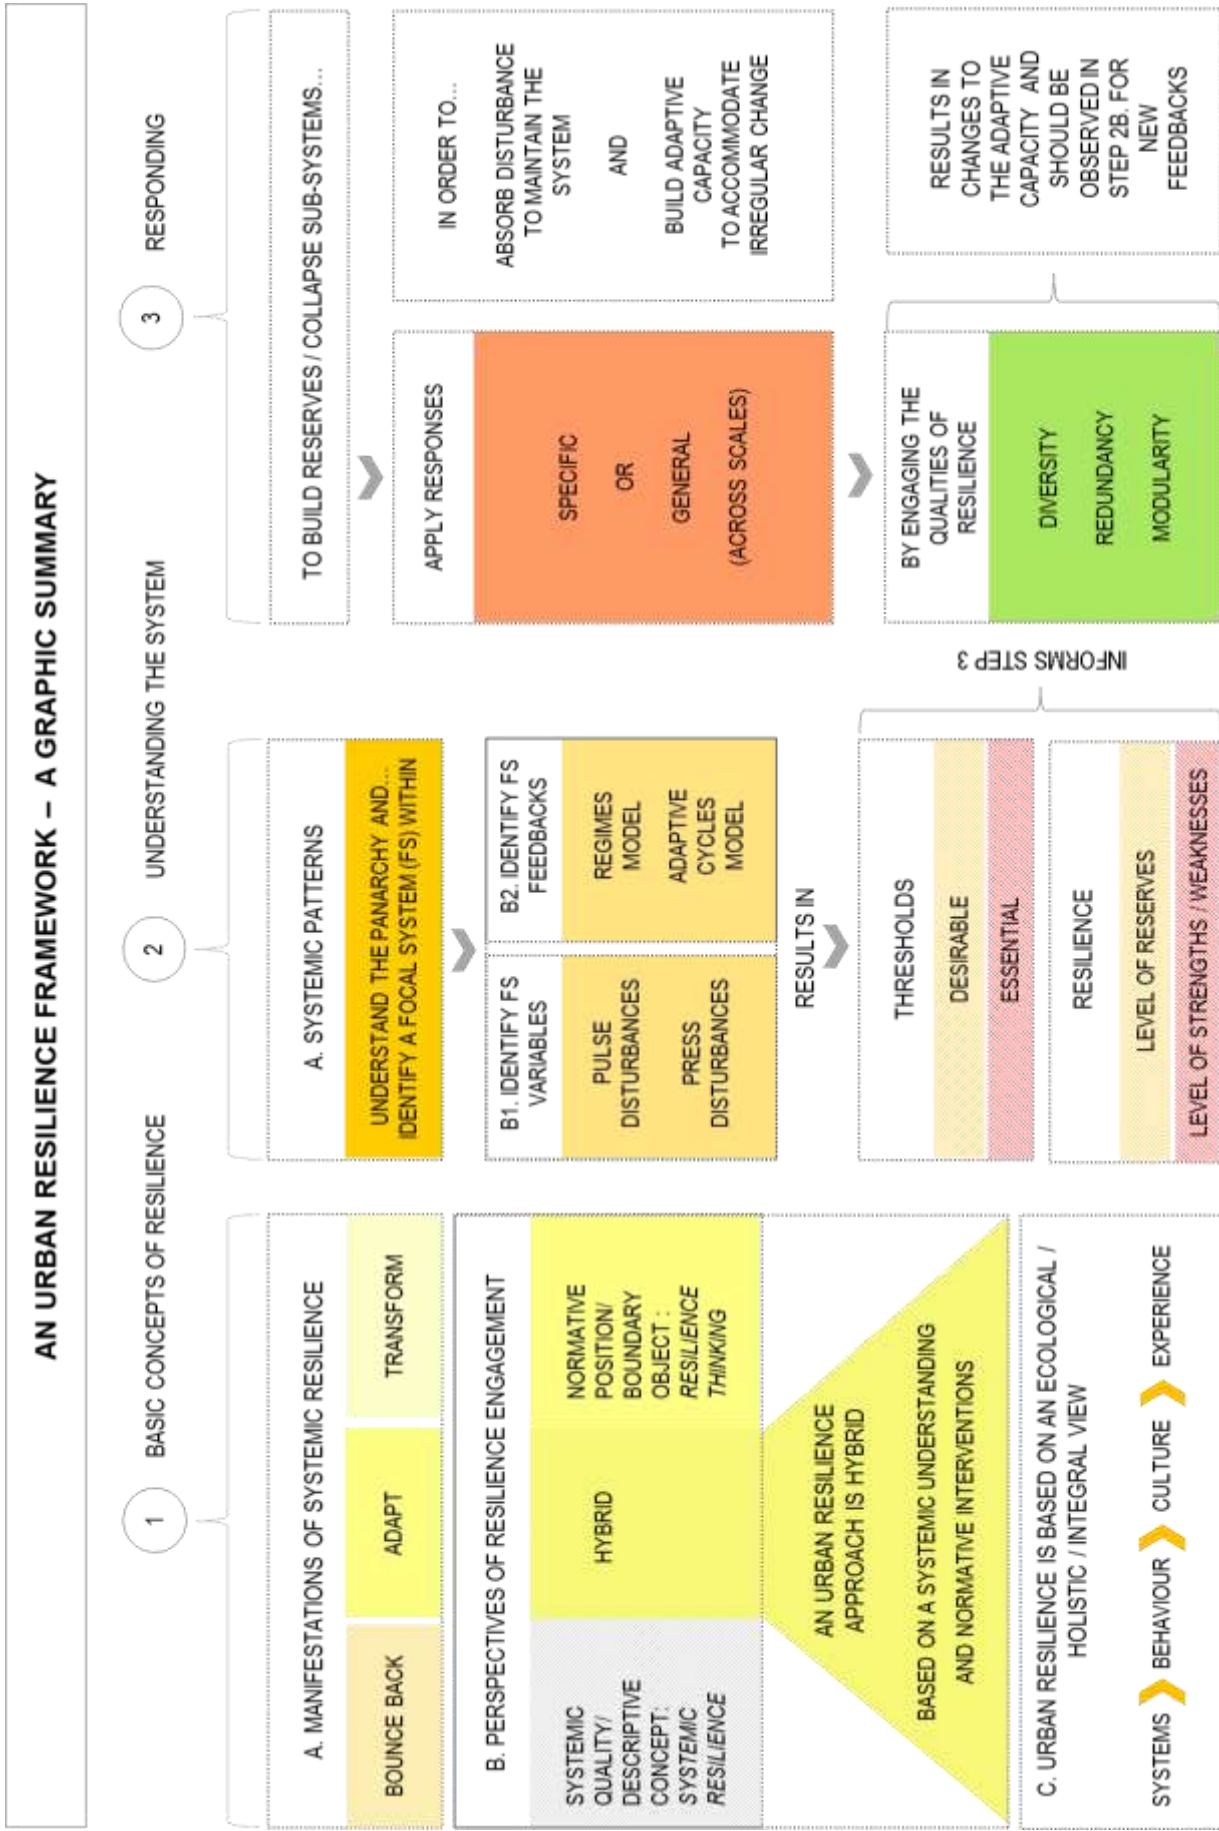 AN URBAN RESILIENCE FRAMEWORK – A GRAPHIC SUMMARY
1
BASIC CONCEPTS OF RESILIENCE
A. MANIFESTATIONS OF SYSTEMIC RESILIENCE
BOUNCE BACK
ADAPT
TRANSFORM
B. PERSPECTIVES OF RESILIENCE ENGAGEMENT
SYSTEMIC
QUALITY/
DESCRIPTIVE
CONCEPT:
SYSTEMIC
RESILIENCE
HYBRID
NORMATIVE
POSITION/
BOUNDARY
OBJECT :
RESILIENCE
THINKING
AN URBAN RESILIENCE
APPROACH IS HYBRID
BASED ON A SYSTEMIC UNDERSTANDING
AND NORMATIVE INTERVENTIONS
C. URBAN RESILIENCE IS BASED ON AN ECOLOGICAL /
HOLISTIC / INTEGRAL VIEW
SYSTEMS
BEHAVIOUR
CULTURE
EXPERIENCE
2
UNDERSTANDING THE SYSTEM
A. SYSTEMIC PATTERNS
UNDERSTAND THE PANARCHY AND…
IDENTIFY A FOCAL SYSTEM (FS) WITHIN
B1. IDENTIFY FS
VARIABLES
PULSE
DISTURBANCES
PRESS
DISTURBANCES
B2. IDENTIFY FS
FEEDBACKS
REGIMES
MODEL
ADAPTIVE
CYCLES
MODEL
RESULTS IN
THRESHOLDS
DESIRABLE
ESSENTIAL
RESILIENCE
LEVEL OF RESERVES
LEVEL OF STRENGTHS / WEAKNESSES
INFORMS STEP 3
3
RESPONDING
TO BUILD RESERVES / COLLAPSE SUB-SYSTEMS…
APPLY RESPONSES
SPECIFIC
OR
GENERAL
(ACROSS SCALES)
IN ORDER TO…
ABSORB DISTURBANCE
TO MAINTAIN THE
SYSTEM
AND
BUILD ADAPTIVE
CAPACITY
TO ACCOMMODATE
IRREGULAR CHANGE
BY ENGAGING THE
QUALITIES OF
RESILIENCE
DIVERSITY
REDUNDANCY
MODULARITY
RESULTS IN
CHANGES TO
THE ADAPTIVE
CAPACITY AND
SHOULD BE
OBSERVED IN
STEP 2B. FOR
NEW
FEEDBACKS